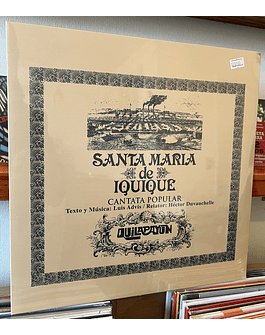 SANTA MARIA
de
IQUIQUE
CANTATA POPULAR
Texto y Música: Luis Advis / Relator: Héctor Duvauchelle
QUILAPAYUN